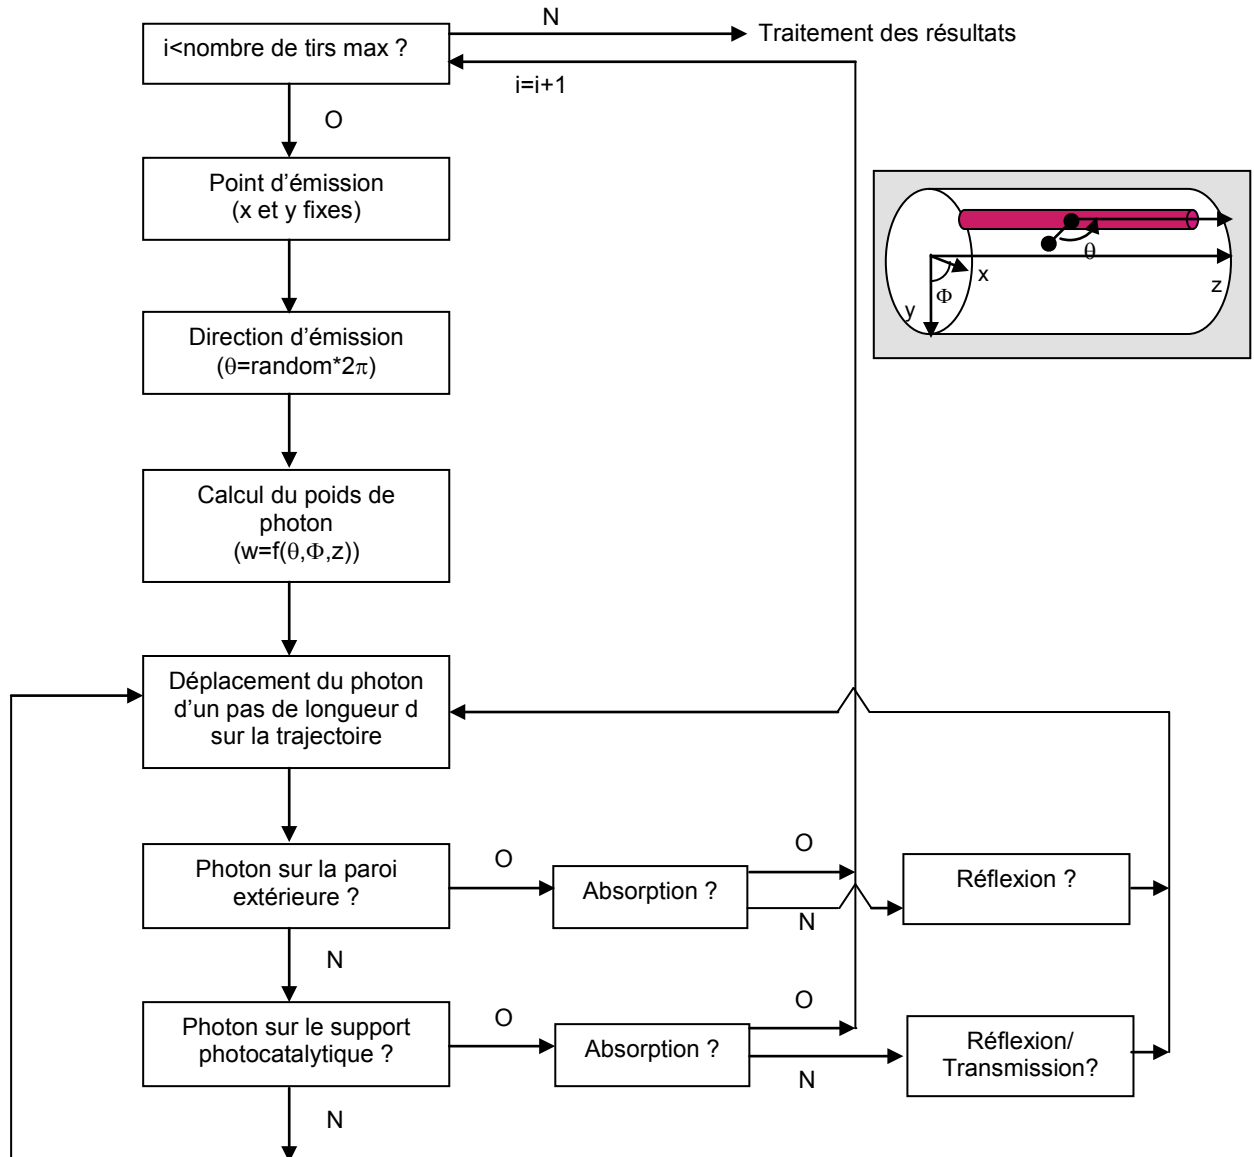 N
i<nombre de tirs max ?
Traitement des résultats
i=i+1
O
Point d'émission
(x et y fixes)
θ
x
z
Φ
y
Direction d'émission
(θ=random*2π)
Calcul du poids de
photon
(w=f(θ,Φ,z))
Déplacement du photon
d'un pas de longueur d
sur la trajectoire
Photon sur la paroi
extérieure ?
O
Absorption ?
O
N
Réflexion ?
N
Photon sur le support
photocatalytique ?
O
Absorption ?
O
N
Réflexion/
Transmission?
N